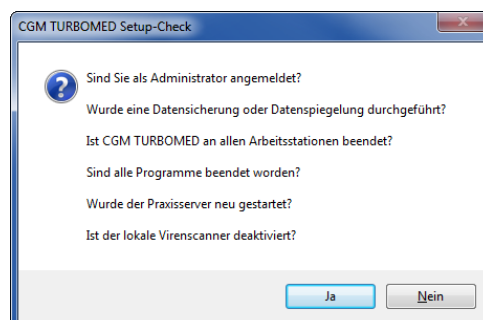 CGM TURBOMED Setup-Check
Sind Sie als Administrator angemeldet?
Wurde eine Datensicherung oder Datenspiegelung durchgeführt?
Ist CGM TURBOMED an allen Arbeitsstationen beendet?
Sind alle Programme beendet worden?
Wurde der Praxisserver neu gestartet?
Ist der lokale Virenscanner deaktiviert?
Ja Nein